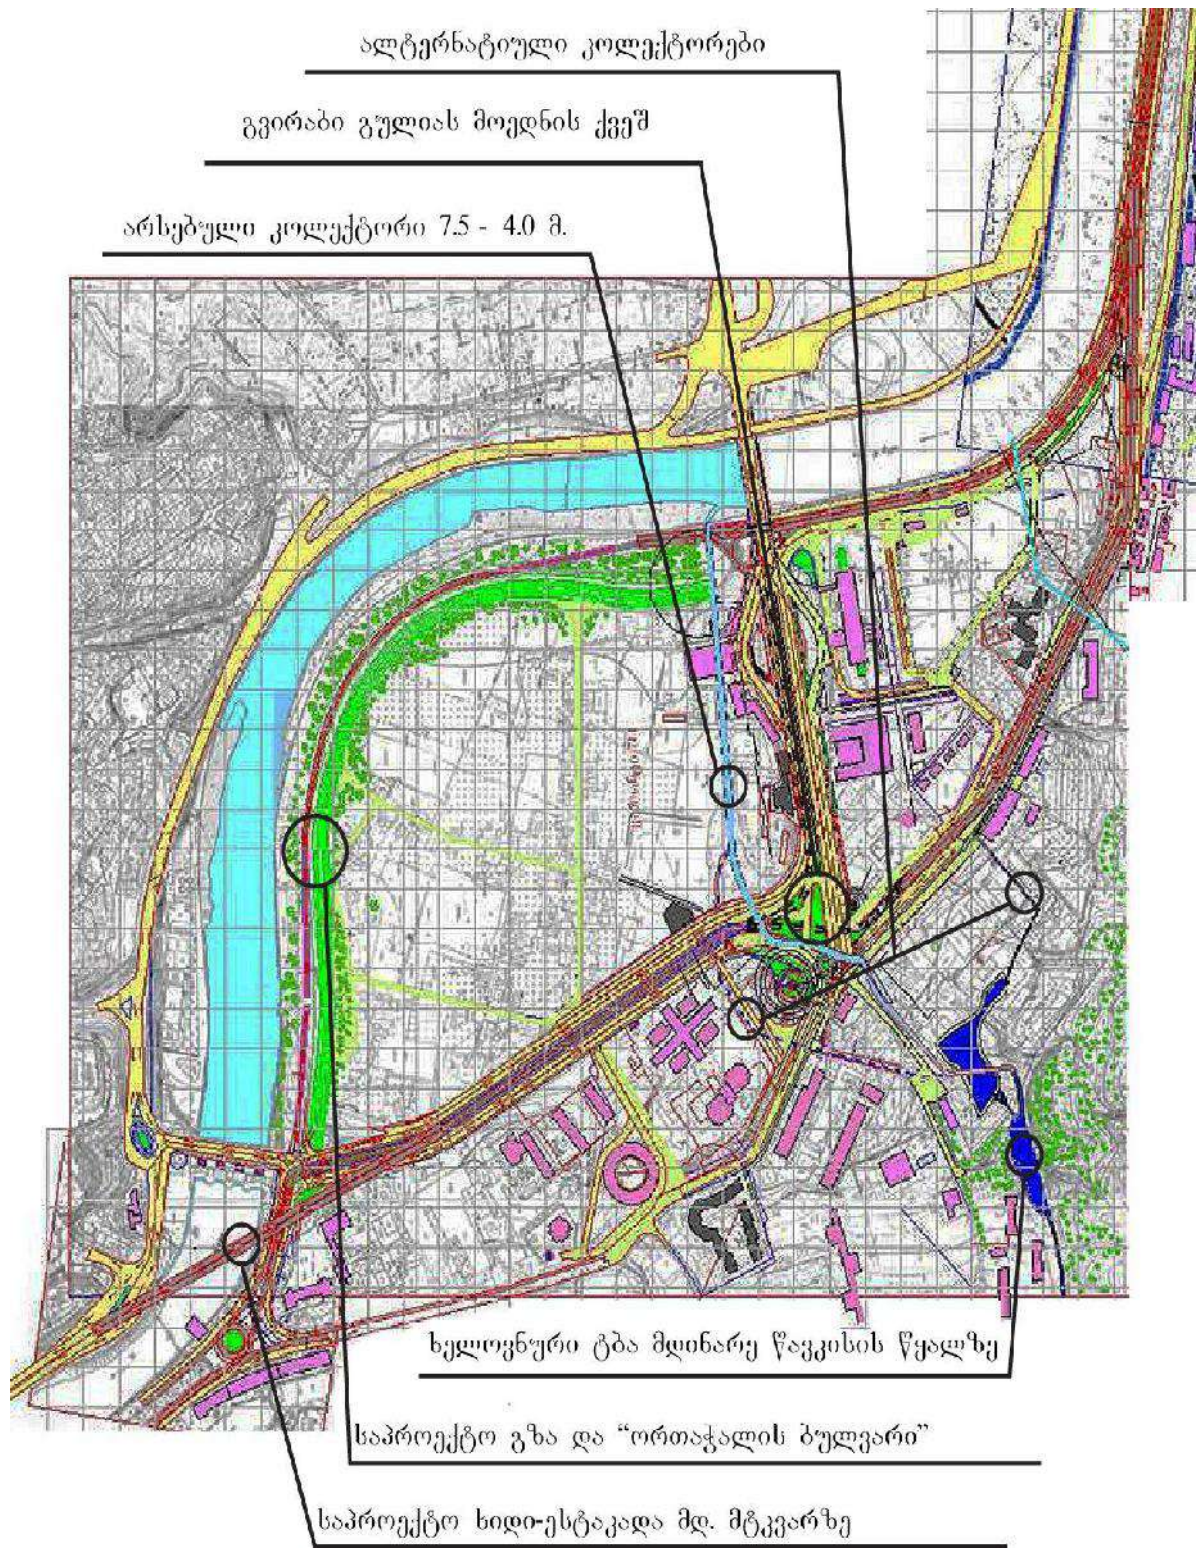 ალტერნატიული კოლექტორები
გვირაბი გულიას მოედნის ქვეშ
არსებული კოლექტორი 7.5 - 4.0 მ.
ხელოვნური ტბა მდინარე წავკისის წყალზე
საპროექტო გზა და “ორთაჭალის ბულვარი”
საპროექტო ხიდი-ესტაკადა მდ. მტკვარზე